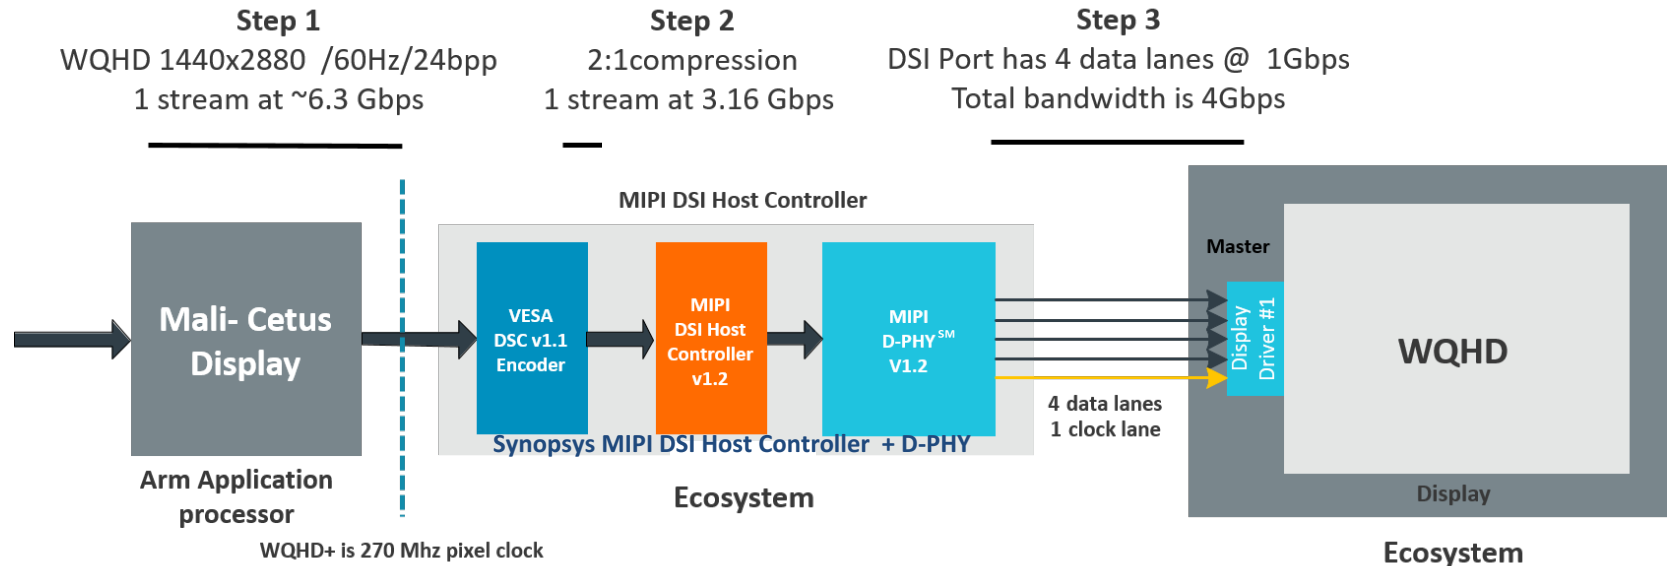 Step 1
WQHD 1440x2880 /60Hz/24bpp
1 stream at ~6.3 Gbps
Step 2
2:1compression
1 stream at 3.16 Gbps
Step 3
DSI Port has 4 data lanes @ 1Gbps
Total bandwidth is 4Gbps
MIPI DSI Host Controller
Mali- Cetus
Display
VESA
DSC v1.1
Encoder
MIPI
DSI Host
Controller
v1.2
MIPI
D-PHY℠
V1.2
Synopsys MIPI DSI Host Controller + D-PHY
4 data lanes
1 clock lane
Master
Display
Driver #1
WQHD
Display
Arm Application
processor
Ecosystem
WQHD+ is 270 Mhz pixel clock
Ecosystem